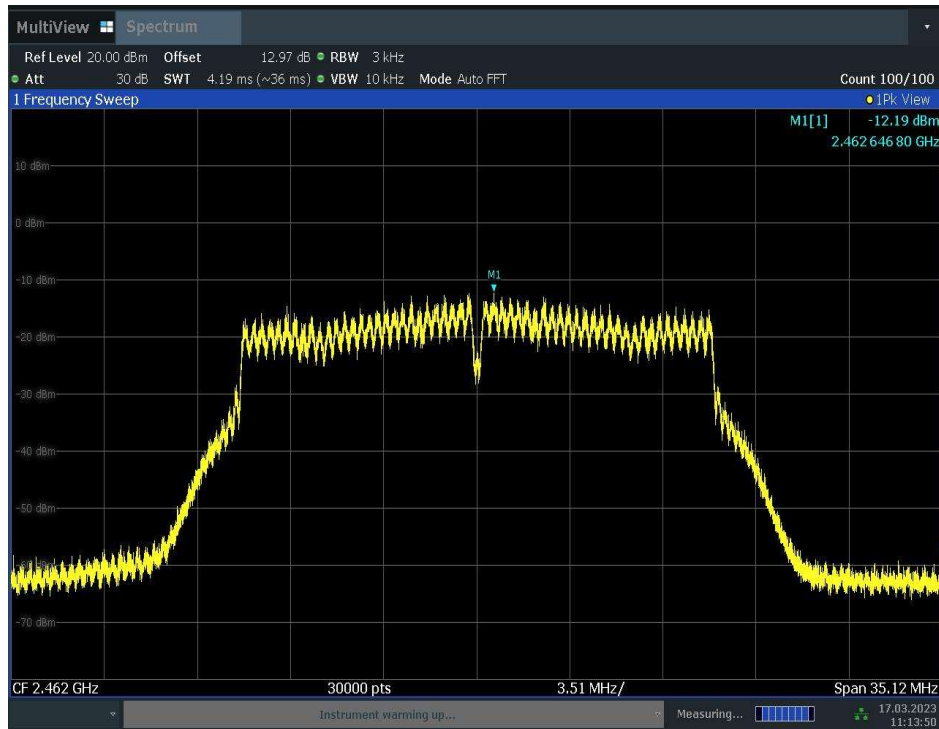 MultiView Spectrum
Ref Level 20.00 dBm Offset 12.97 dB RBW 3 kHz
Att 30 dB SWT 4.19 ms (~36 ms) VBW 10 kHz Mode Auto FFT Count 100/100
1 Frequency Sweep 1Pk View
M1[1] -12.19 dBm
2.462 646 80 GHz
10 dBm
0 dBm
-10 dBm
M1
-20 dBm
-30 dBm
-40 dBm
-50 dBm
-70 dBm
CF 2.462 GHz 30000 pts 3.51 MHz/ Span 35.12 MHz
Instrument warming up... Measuring... 17.03.2023
11:13:50